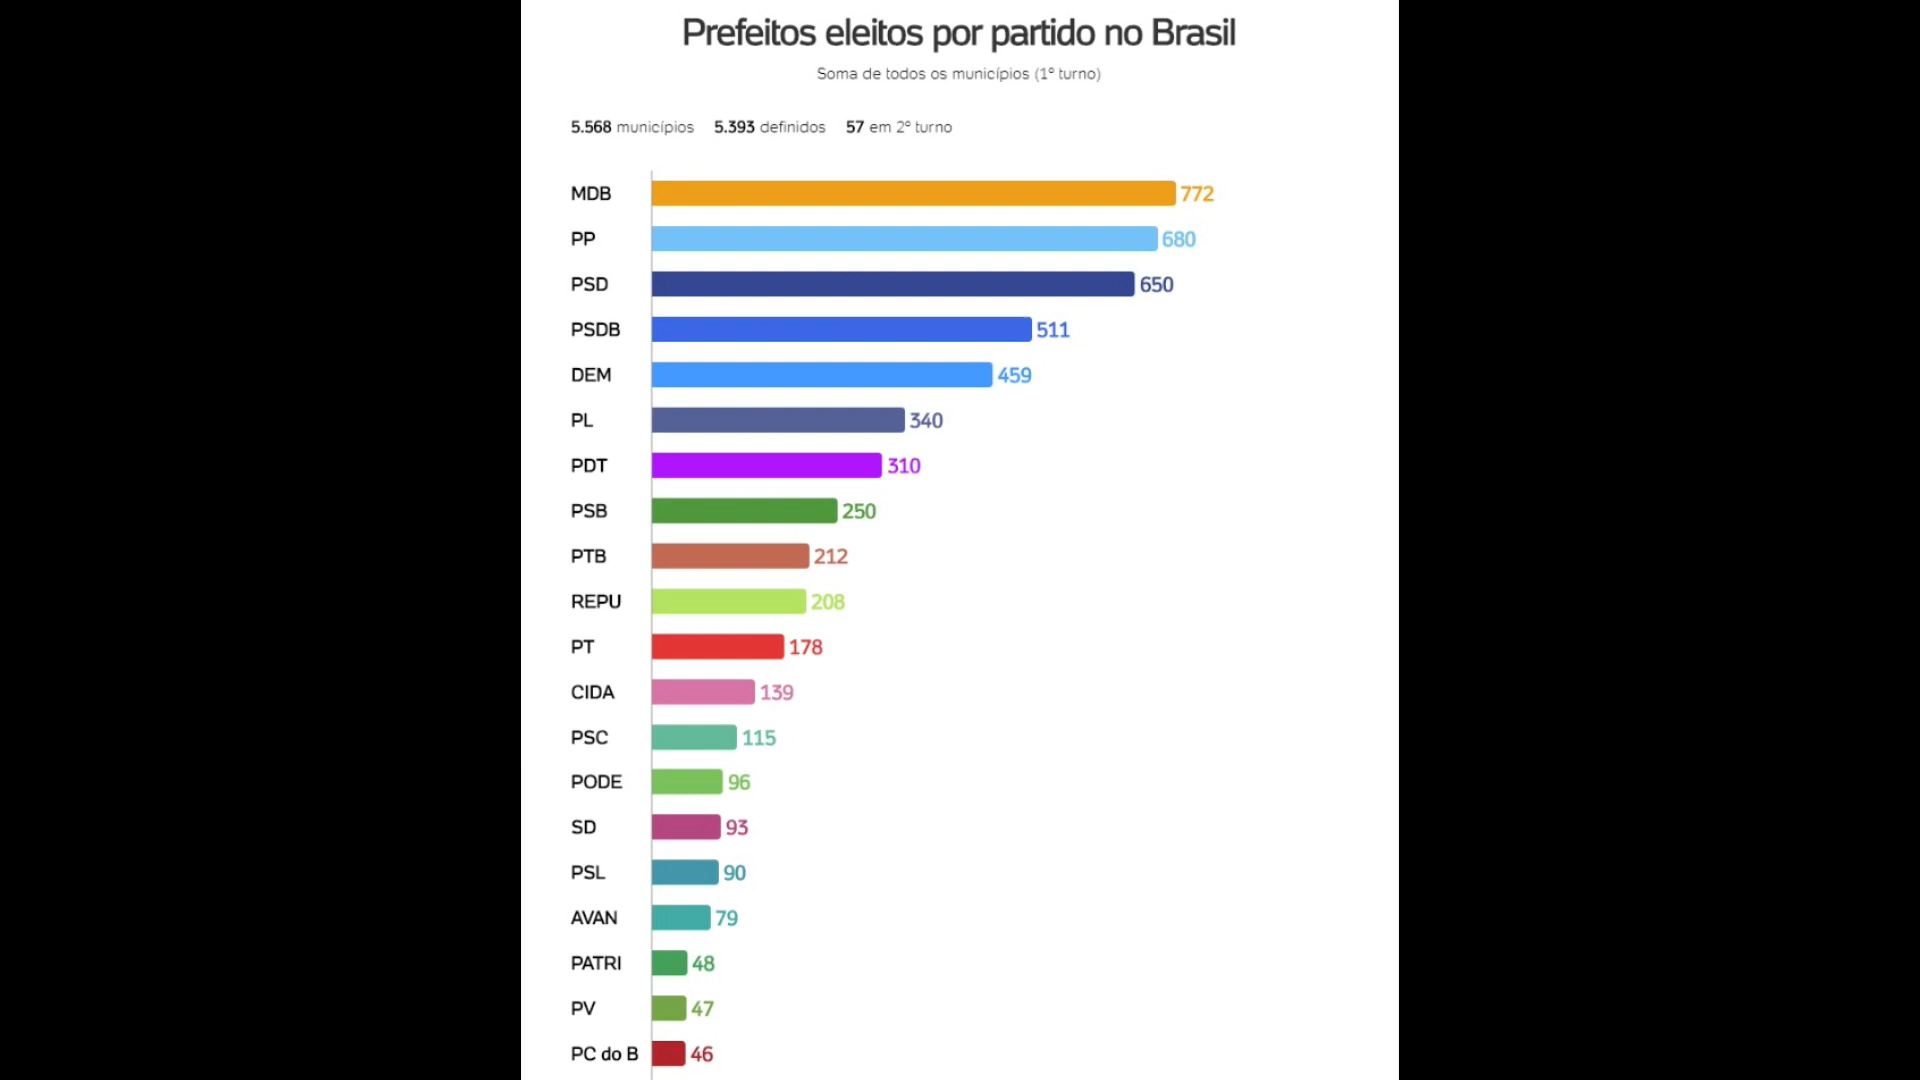 Prefeitos eleitos por partido no Brasil
Soma de todos os municípios (1º turno)
5.568 municípios 5.393 definidos 57 em 2º turno
MDB 772
PP 680
PSD 650
PSDB 511
DEM 459
PL 340
PDT 310
PSB 250
PTB 212
REPU 208
PT 178
CIDA 139
PSC 115
PODE 96
SD 93
PSL 90
AVAN 79
PATRI 48
PV 47
PC do B 46